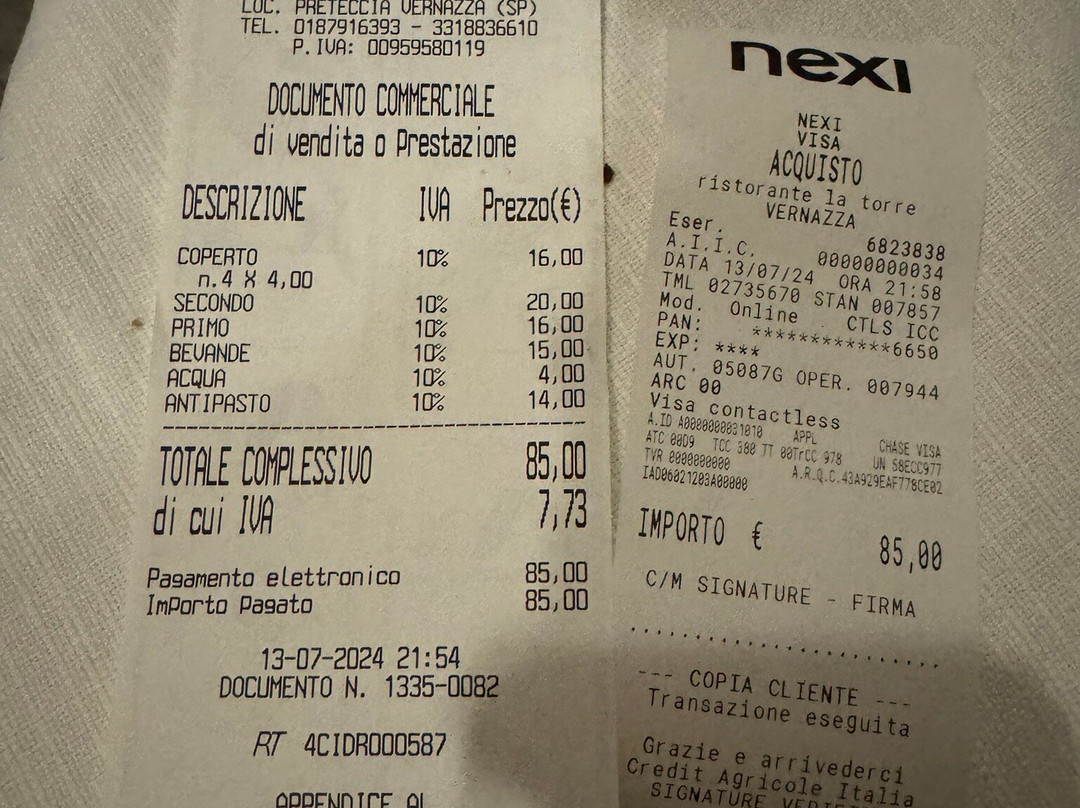 LOC. PRETECCIA VERNAZZA (SP)
TEL. 0187916393 - 3318836610
P.IVA: 00959580119
DOCUMENTO COMMERCIALE
di vendita o Prestazione
DESCRIZIONE IVA Prezzo(€)
COPERTO 10% 16,00
n.4 X 4,00
SECONDO 10% 20,00
PRIMO 10% 16,00
BEVANDE 10% 15,00
ACQUA 10% 4,00
ANTIPASTO 10% 14,00
TOTALE COMPLESSIVO 85,00
di cui IVA 7,73
Pagamento elettronico 85,00
Importo Pagato 85,00
13-07-2024 21:54
DOCUMENTO N. 1335-0082
RT 4CIDR000587
APPENDICE AL
nexi
NEXI
VISA
ACQUISTO
ristorante la torre
VERNAZZA
Eser. 6823838
A.I.I.C. 00000000034
DATA 13/07/24 ORA 21:58
TML 02735670 STAN 007857
Mod. Online CTLS ICC
PAN: ************6650
EXP: ****
AUT. 05087G OPER. 007944
ARC 00
Visa contactless
A.ID A0000000031010 APPL CHASE VISA
ATC 00D9 TCC 380 TT 00TrCC 978 UN 58ECC977
TVR 0000000000 A.R.Q.C.43A929EAF778CE02
IAD06021203A00000
IMPORTO € 85,00
C/M SIGNATURE - FIRMA
--- COPIA CLIENTE ---
Transazione eseguita
Grazie e arrivederci
Credit Agricole Italia
SIGNATURE